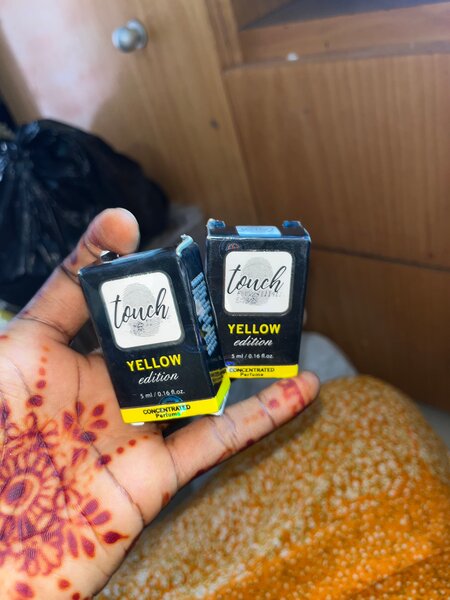 touch
YELLOW
edition
5 ml / 0.16 fl.oz.
CONCENTRATED
Perfume
touch
YELLOW
edition
5 ml / 0.16 fl.oz.
CONCENTRATED
Perfume